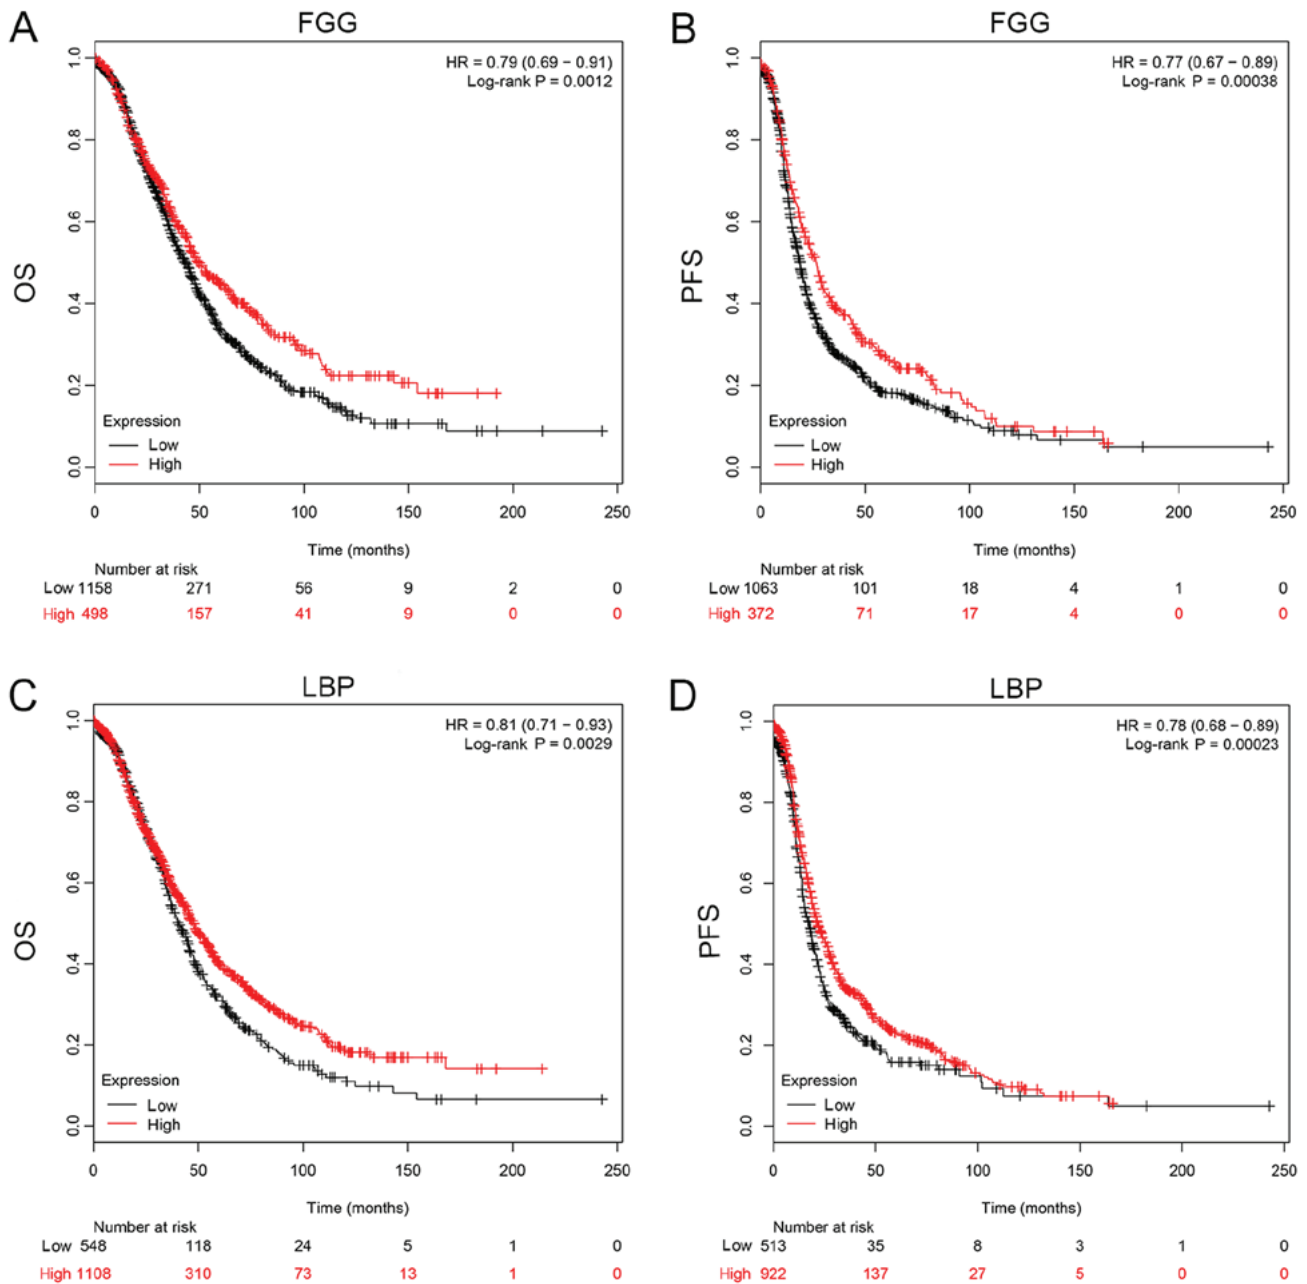 A
FGG
HR = 0.79 (0.69 – 0.91)
Log-rank P = 0.0012
OS
1.0
0.8
0.6
0.4
0.2
0.0
Expression
Low
High
0 50 100 150 200 250
Time (months)
Number at risk
Low 1158 271 56 9 2 0
High 498 157 41 9 0 0
B
FGG
HR = 0.77 (0.67 – 0.89)
Log-rank P = 0.00038
PFS
1.0
0.8
0.6
0.4
0.2
0.0
Expression
Low
High
0 50 100 150 200 250
Time (months)
Number at risk
Low 1063 101 18 4 1 0
High 372 71 17 4 0 0
C
LBP
HR = 0.81 (0.71 – 0.93)
Log-rank P = 0.0029
OS
1.0
0.8
0.6
0.4
0.2
0.0
Expression
Low
High
0 50 100 150 200 250
Time (months)
Number at risk
Low 548 118 24 5 1 0
High 1108 310 73 13 1 0
D
LBP
HR = 0.78 (0.68 – 0.89)
Log-rank P = 0.00023
PFS
1.0
0.8
0.6
0.4
0.2
0.0
Expression
Low
High
0 50 100 150 200 250
Time (months)
Number at risk
Low 513 35 8 3 1 0
High 922 137 27 5 0 0